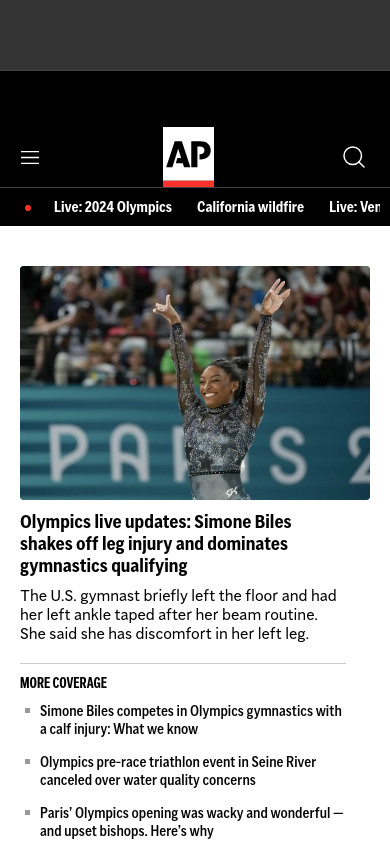 AP
Live: 2024 Olympics California wildfire Live: Ven
PARIS 2
Olympics live updates: Simone Biles
shakes off leg injury and dominates
gymnastics qualifying
The U.S. gymnast briefly left the floor and had
her left ankle taped after her beam routine.
She said she has discomfort in her left leg.
MORE COVERAGE
Simone Biles competes in Olympics gymnastics with
a calf injury: What we know
Olympics pre-race triathlon event in Seine River
canceled over water quality concerns
Paris’ Olympics opening was wacky and wonderful —
and upset bishops. Here’s why